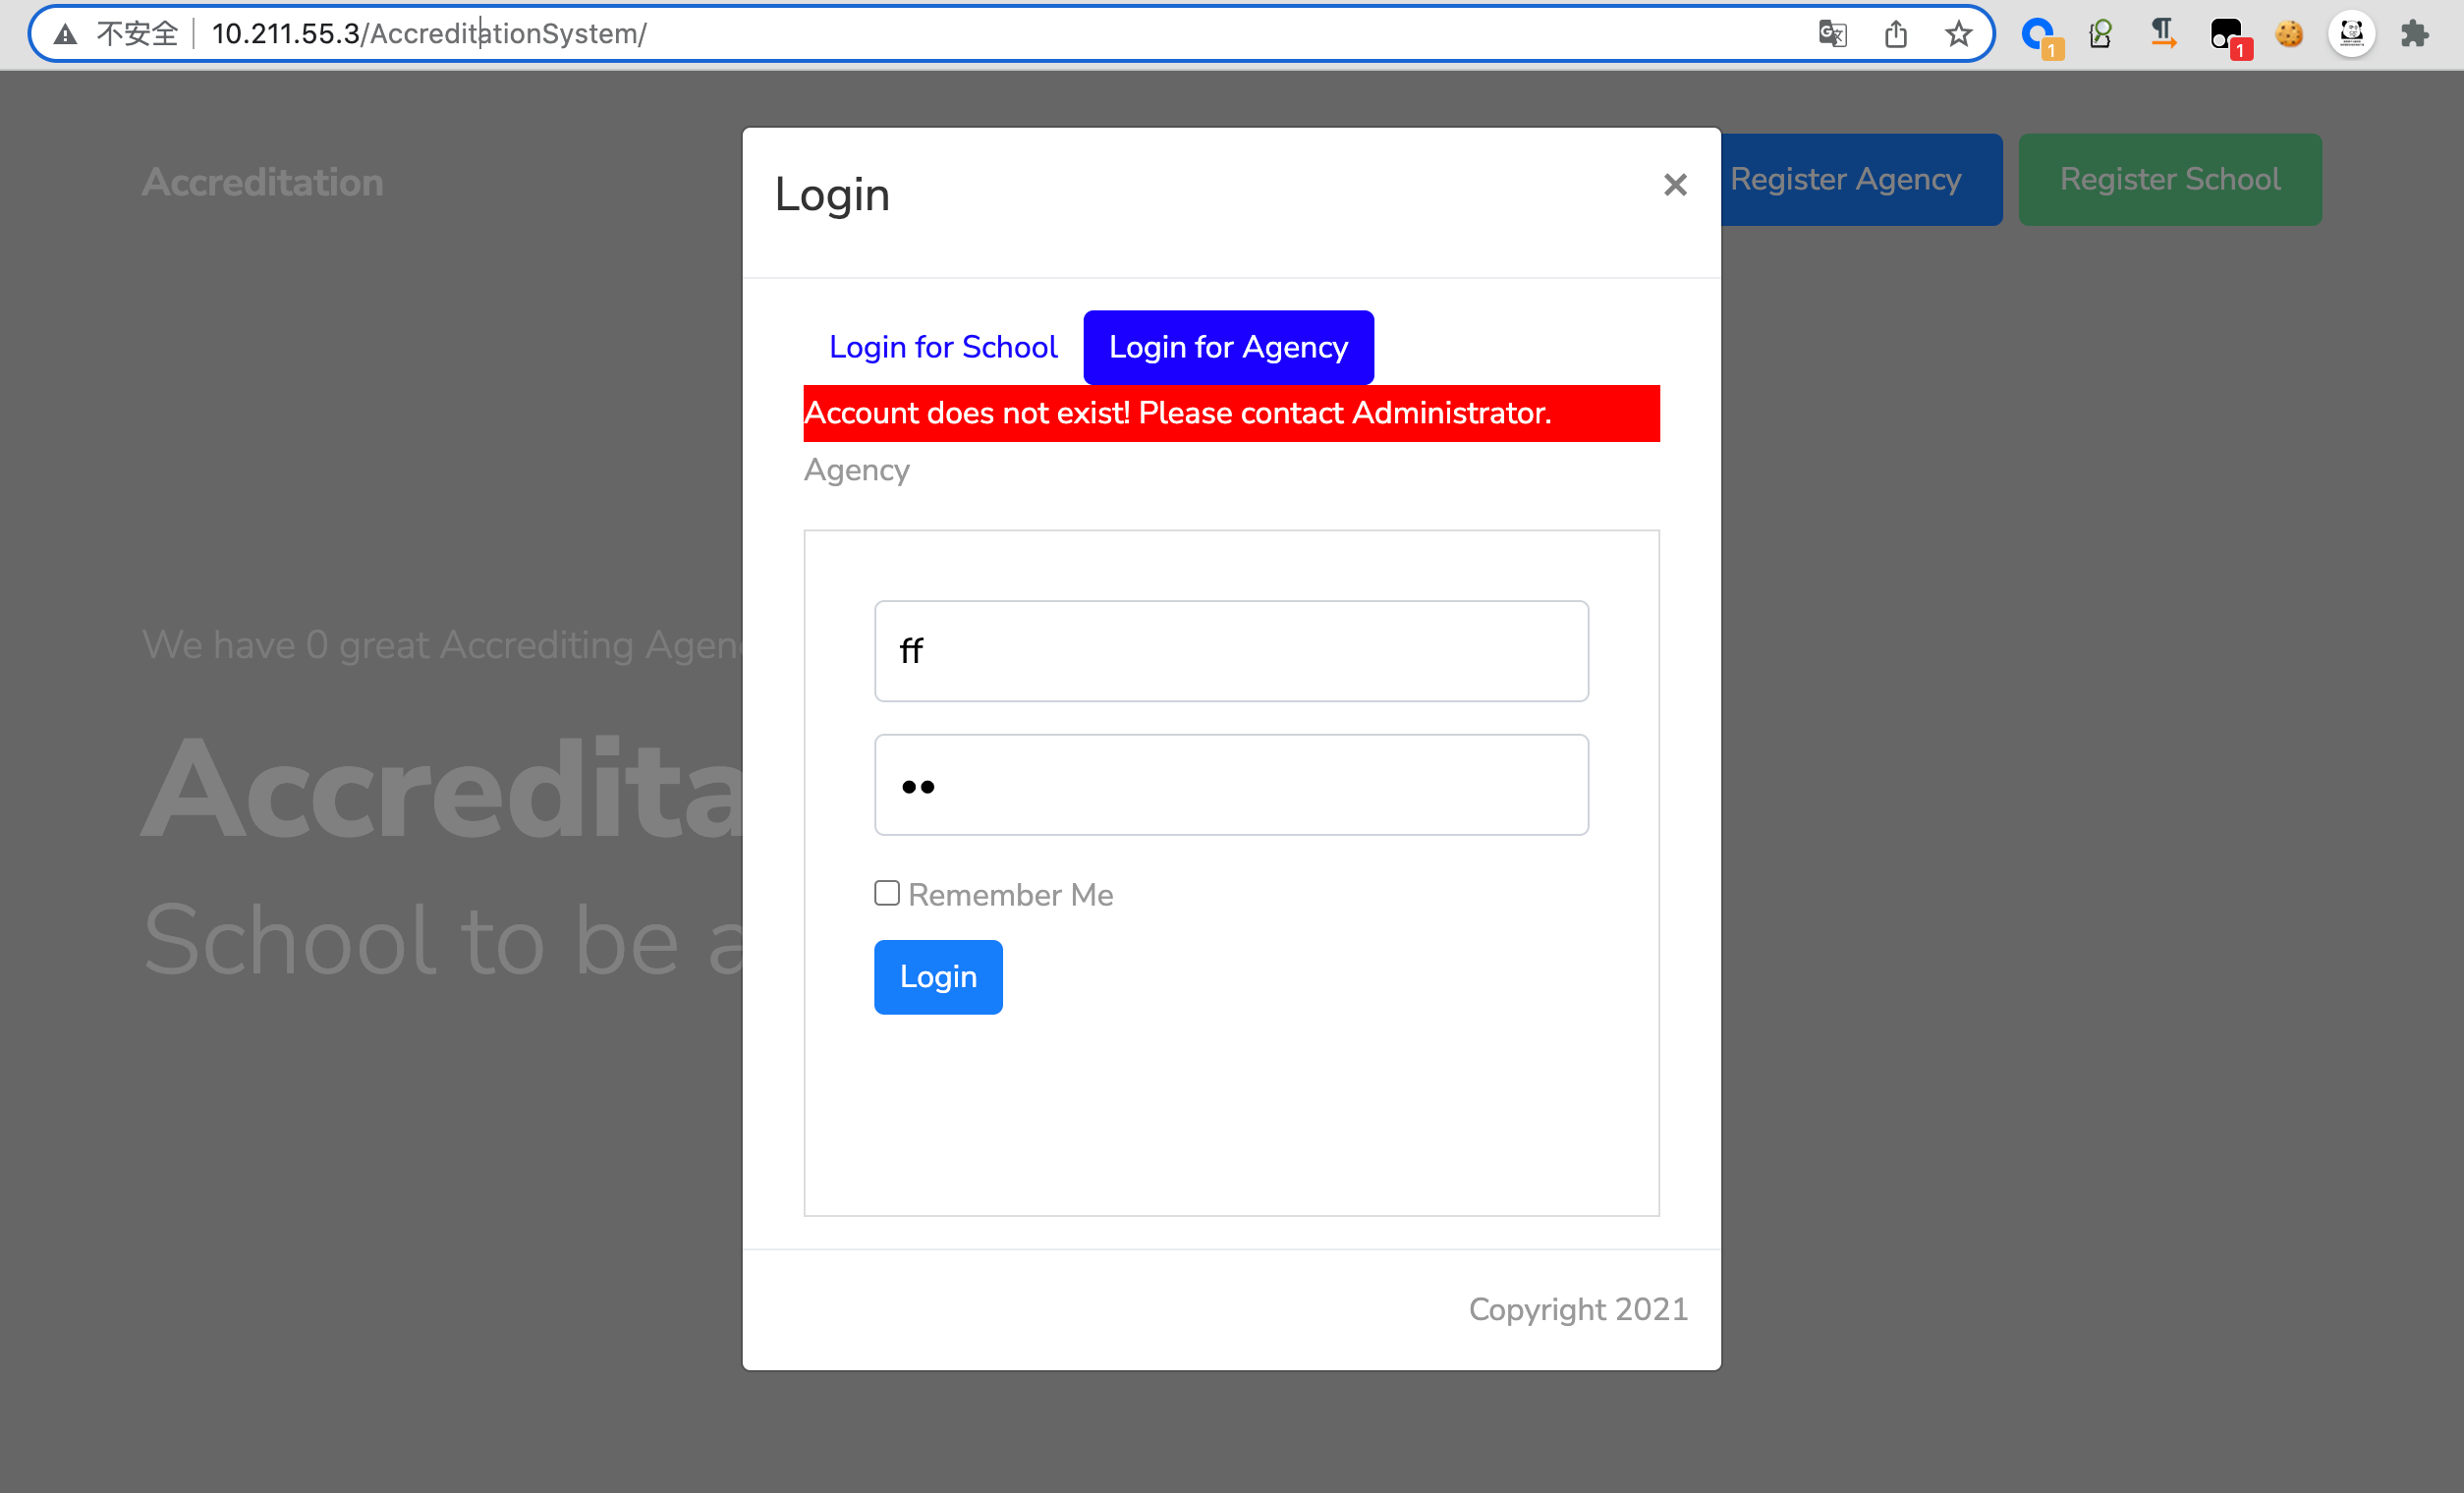 不安全 10.211.55.3/AccreditationSystem/
1
1
Accreditation
Register Agency
Register School
Login
×
Login for School
Login for Agency
Account does not exist! Please contact Administrator.
Agency
We have 0 great Accrediting Agen
ff
Accredita
School to be a
Remember Me
Login
Copyright 2021